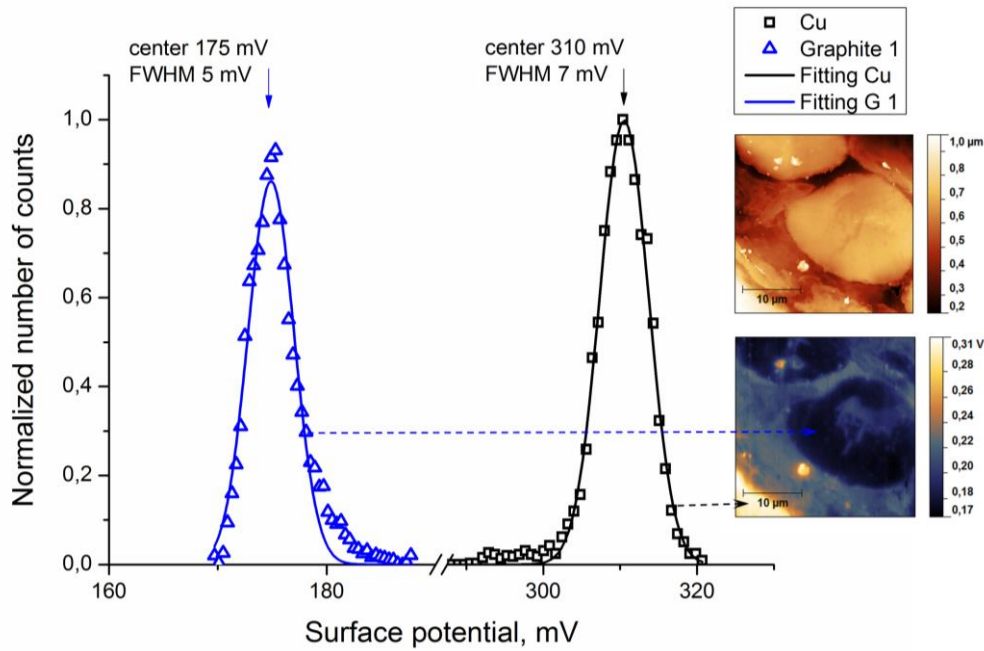 center 175 mV
FWHM 5 mV
center 310 mV
FWHM 7 mV
Cu
Graphite 1
Fitting Cu
Fitting G 1
Normalized number of counts
1,0
0,8
0,6
0,4
0,2
0,0
160
180
300
320
Surface potential, mV
10 µm
1,0 µm
0,7
0,6
0,5
0,4
0,3
0,2
10 µm
0,31 V
0,28
0,26
0,24
0,22
0,20
0,18
0,17